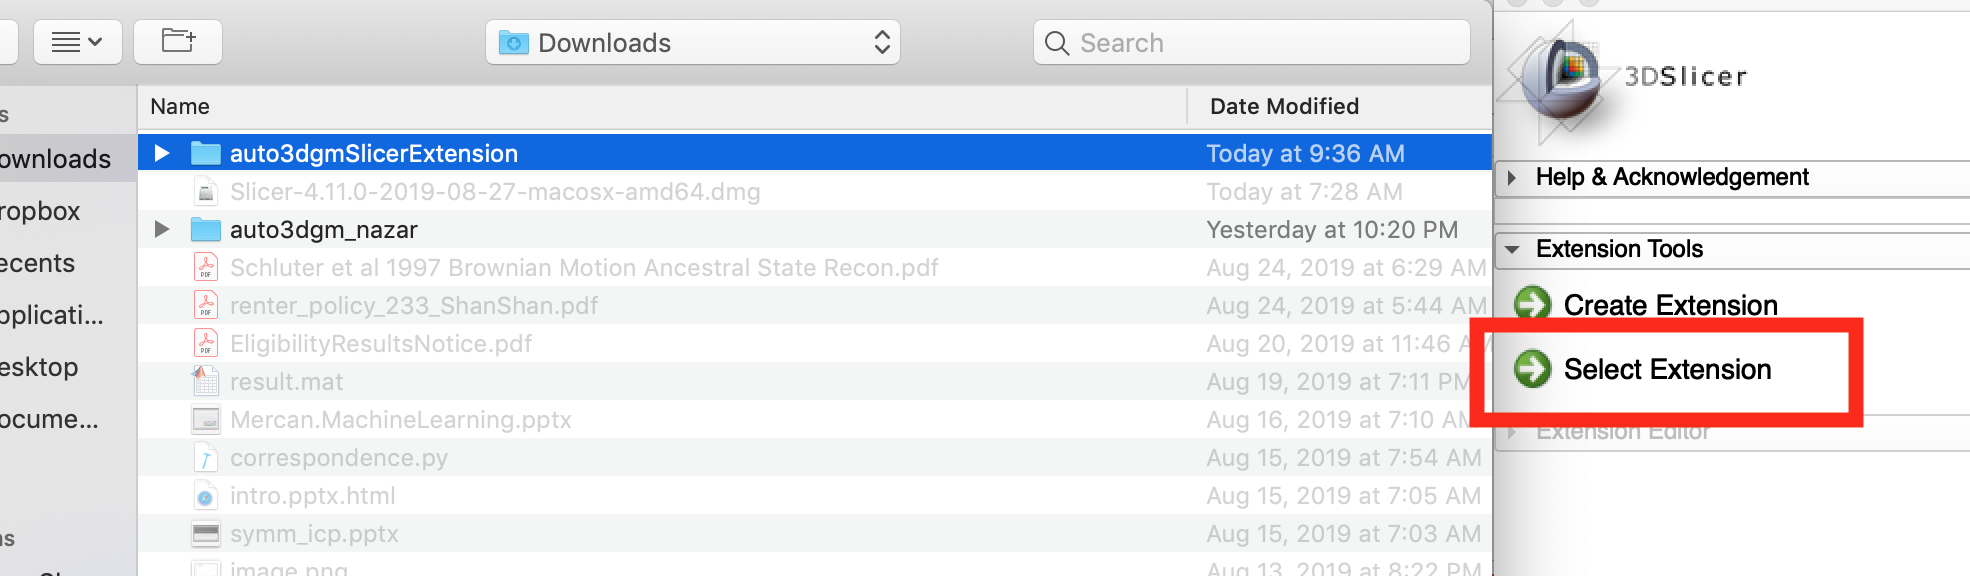 Downloads
Search
3DSlicer
s
Name Date Modified
ownloads
auto3dgmSlicerExtension Today at 9:36 AM
Slicer-4.11.0-2019-08-27-macosx-amd64.dmg Today at 7:28 AM
Help & Acknowledgement
ropbox
auto3dgm_nazar Yesterday at 10:20 PM
Extension Tools
ecents
Schluter et al 1997 Brownian Motion Ancestral State Recon.pdf Aug 24, 2019 at 6:29 AM
pplicati...
renter_policy_233_ShanShan.pdf Aug 24, 2019 at 5:44 AM
Create Extension
EligibilityResultsNotice.pdf Aug 20, 2019 at 11:46 AM
esktop
result.mat Aug 19, 2019 at 7:11 PM
Select Extension
ocume...
Mercan.MachineLearning.pptx Aug 16, 2019 at 7:10 AM
Extension Editor
correspondence.py Aug 15, 2019 at 7:54 AM
intro.pptx.html Aug 15, 2019 at 7:05 AM
ns
symm_icp.pptx Aug 15, 2019 at 7:03 AM
image.png Aug 13, 2019 at 8:22 PM